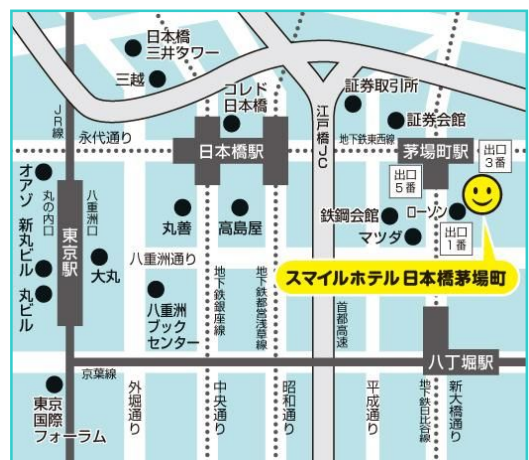 日本橋
三井タワー
三越
コレド
日本橋
江戸橋JC
証券取引所
証券会館
JR線
永代通り
日本橋駅
地下鉄東西線
茅場町駅
出口
3番
出口
5番
オアゾ
新丸ビル
丸ビル
丸の内口
東京駅
八重洲口
大丸
丸善
高島屋
鉄鋼会館
マツダ
ローソン
出口
1番
八重洲通り
スマイルホテル日本橋茅場町
八重洲
ブック
センター
地下鉄銀座線
地下鉄都営浅草線
首都高速
京葉線
八丁堀駅
東京
国際
フォーラム
外堀通り
中央通り
昭和通り
平成通り
地下鉄日比谷線
新大橋通り